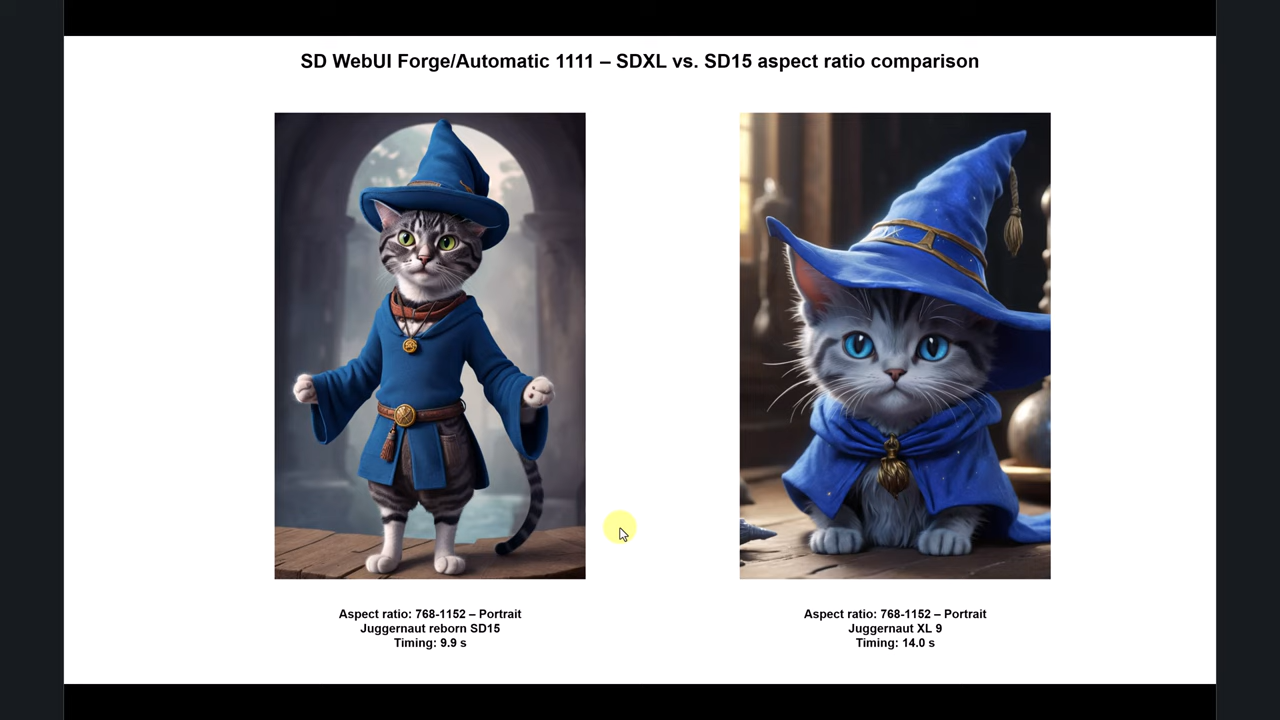 SD WebUI Forge/Automatic 1111 – SDXL vs. SD15 aspect ratio comparison
Aspect ratio: 768-1152 – Portrait
Juggernaut reborn SD15
Timing: 9.9 s
Aspect ratio: 768-1152 – Portrait
Juggernaut XL 9
Timing: 14.0 s